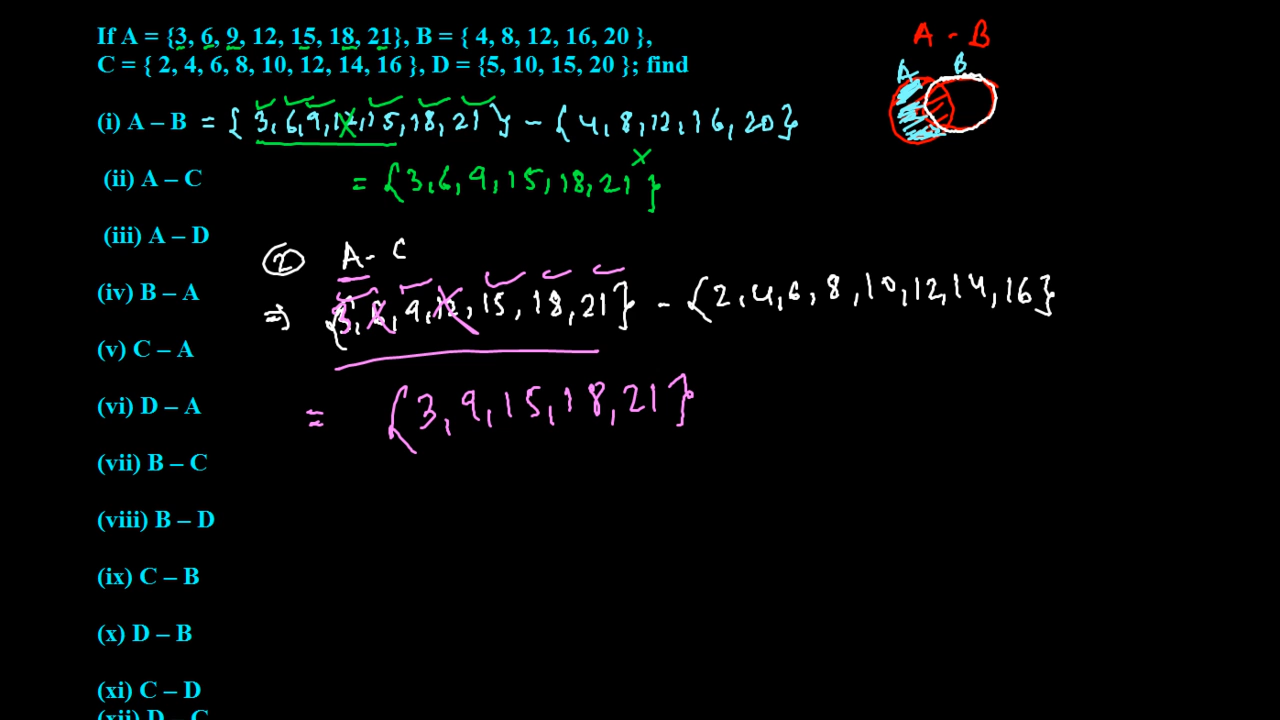 If A = {3, 6, 9, 12, 15, 18, 21}, B = { 4, 8, 12, 16, 20 },
C = { 2, 4, 6, 8, 10, 12, 14, 16 }, D = {5, 10, 15, 20 }; find
A - B
A B
(i) A – B = {3,6,9,12,15,18,21} - {4,8,12,16,20}
(ii) A – C
= {3,6,9,15,18,21}
(iii) A – D
② A - C
(iv) B – A
⇒ {3,6,9,12,15,18,21} - {2,4,6,8,10,12,14,16}
(v) C – A
(vi) D – A
= {3,9,15,18,21}
(vii) B – C
(viii) B – D
(ix) C – B
(x) D – B
(xi) C – D
(xii) D – C